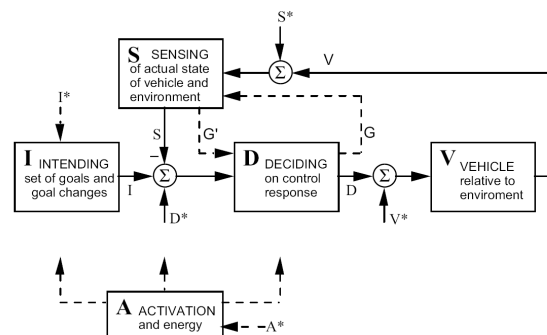 S*
S SENSING
of actual state
of vehicle and
environment
Σ
V
I*
S
G'
G
–
I INTENDING
set of goals and
goal changes
I
Σ
D DECIDING
on control
response
D
Σ
V VEHICLE
relative to
enviroment
D*
V*
A ACTIVATION
and energy
A*